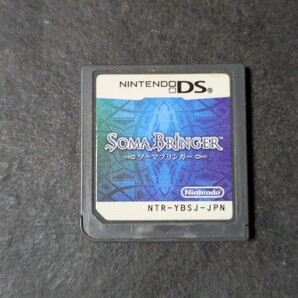 NINTENDO DS
SOMA BRINGER
ソーマブリンガー
Nintendo
NTR-YBSJ-JPN